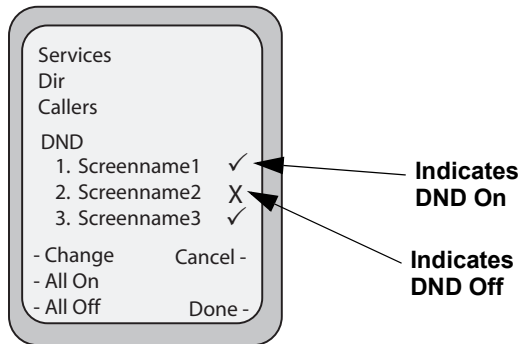 Services
Dir
Callers
DND
1. Screenname1 ✓
2. Screenname2 X
3. Screenname3 ✓
- Change Cancel -
- All On
- All Off Done -
Indicates
DND On
Indicates
DND Off